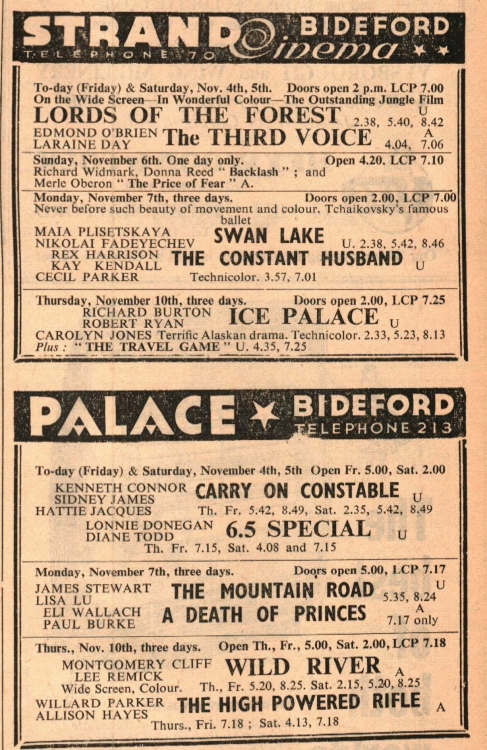 STRAND Cinema BIDEFORD
TELEPHONE 70
To-day (Friday) & Saturday, Nov. 4th, 5th. Doors open 2 p.m. LCP 7.00
On the Wide Screen—In Wonderful Colour—The Outstanding Jungle Film
LORDS OF THE FOREST U
2.38, 5.40, 8.42
EDMOND O'BRIEN The THIRD VOICE A
LARAINE DAY 4.04, 7.06
Sunday, November 6th. One day only. Open 4.20, LCP 7.10
Richard Widmark, Donna Reed " Backlash " ; and
Merle Oberon " The Price of Fear " A.
Monday, November 7th, three days. Doors open 2.00, LCP 7.00
Never before such beauty of movement and colour. Tchaikovsky's famous
ballet
MAIA PLISETSKAYA SWAN LAKE
NIKOLAI FADEYECHEV U. 2.38, 5.42, 8.46
REX HARRISON THE CONSTANT HUSBAND U
KAY KENDALL
CECIL PARKER Technicolor. 3.57, 7.01
Thursday, November 10th, three days. Doors open 2.00, LCP 7.25
RICHARD BURTON ICE PALACE U
ROBERT RYAN
CAROLYN JONES Terrific Alaskan drama. Technicolor. 2.33, 5.23, 8.13
Plus : " THE TRAVEL GAME " U. 4.35, 7.25
PALACE BIDEFORD
TELEPHONE 213
To-day (Friday) & Saturday, November 4th, 5th Open Fr. 5.00, Sat. 2.00
KENNETH CONNOR CARRY ON CONSTABLE U
SIDNEY JAMES
HATTIE JACQUES Th. Fr. 5.42, 8.49, Sat. 2.35, 5.42, 8.49
LONNIE DONEGAN 6.5 SPECIAL U
DIANE TODD
Th. Fr. 7.15, Sat. 4.08 and 7.15
Monday, November 7th, three days. Doors open 5.00, LCP 7.17
JAMES STEWART THE MOUNTAIN ROAD U
LISA LU 5.35, 8.24
ELI WALLACH A DEATH OF PRINCES A
PAUL BURKE 7.17 only
Thurs., Nov. 10th, three days. Open Th., Fr., 5.00, Sat. 2.00, LCP 7.18
MONTGOMERY CLIFF WILD RIVER A
LEE REMICK
Wide Screen, Colour. Th., Fr. 5.20, 8.25. Sat. 2.15, 5.20, 8.25
WILLARD PARKER THE HIGH POWERED RIFLE A
ALLISON HAYES
Thurs., Fri. 7.18 ; Sat. 4.13, 7.18